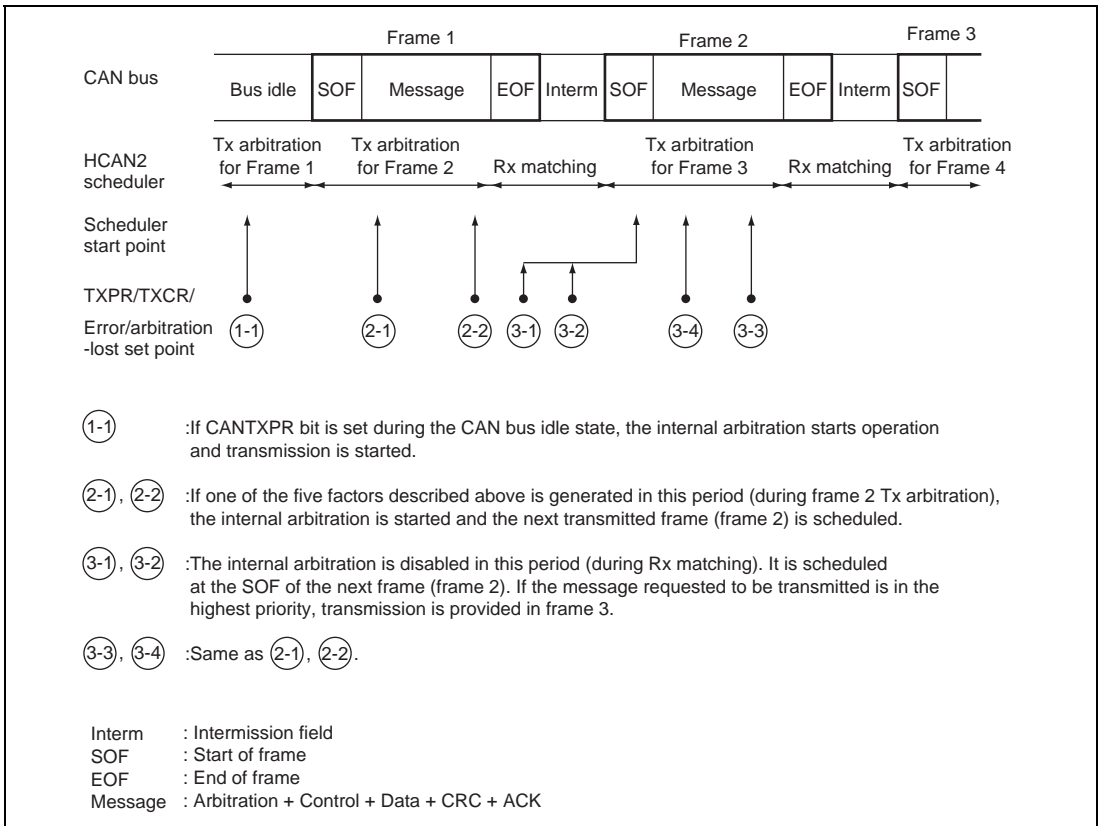 Frame 1 Frame 2 Frame 3
CAN bus Bus idle SOF Message EOF Interm SOF Message EOF Interm SOF
HCAN2 scheduler
Tx arbitration for Frame 1
Tx arbitration for Frame 2
Rx matching
Tx arbitration for Frame 3
Rx matching
Tx arbitration for Frame 4
Scheduler
start point
TXPR/TXCR/
Error/arbitration
-lost set point
1-1 2-1 2-2 3-1 3-2 3-4 3-3
1-1 :If CANTXPR bit is set during the CAN bus idle state, the internal arbitration starts operation
and transmission is started.
2-1, 2-2 :If one of the five factors described above is generated in this period (during frame 2 Tx arbitration),
the internal arbitration is started and the next transmitted frame (frame 2) is scheduled.
3-1, 3-2 :The internal arbitration is disabled in this period (during Rx matching). It is scheduled
at the SOF of the next frame (frame 2). If the message requested to be transmitted is in the
highest priority, transmission is provided in frame 3.
3-3, 3-4 :Same as 2-1, 2-2.
Interm : Intermission field
SOF : Start of frame
EOF : End of frame
Message : Arbitration + Control + Data + CRC + ACK